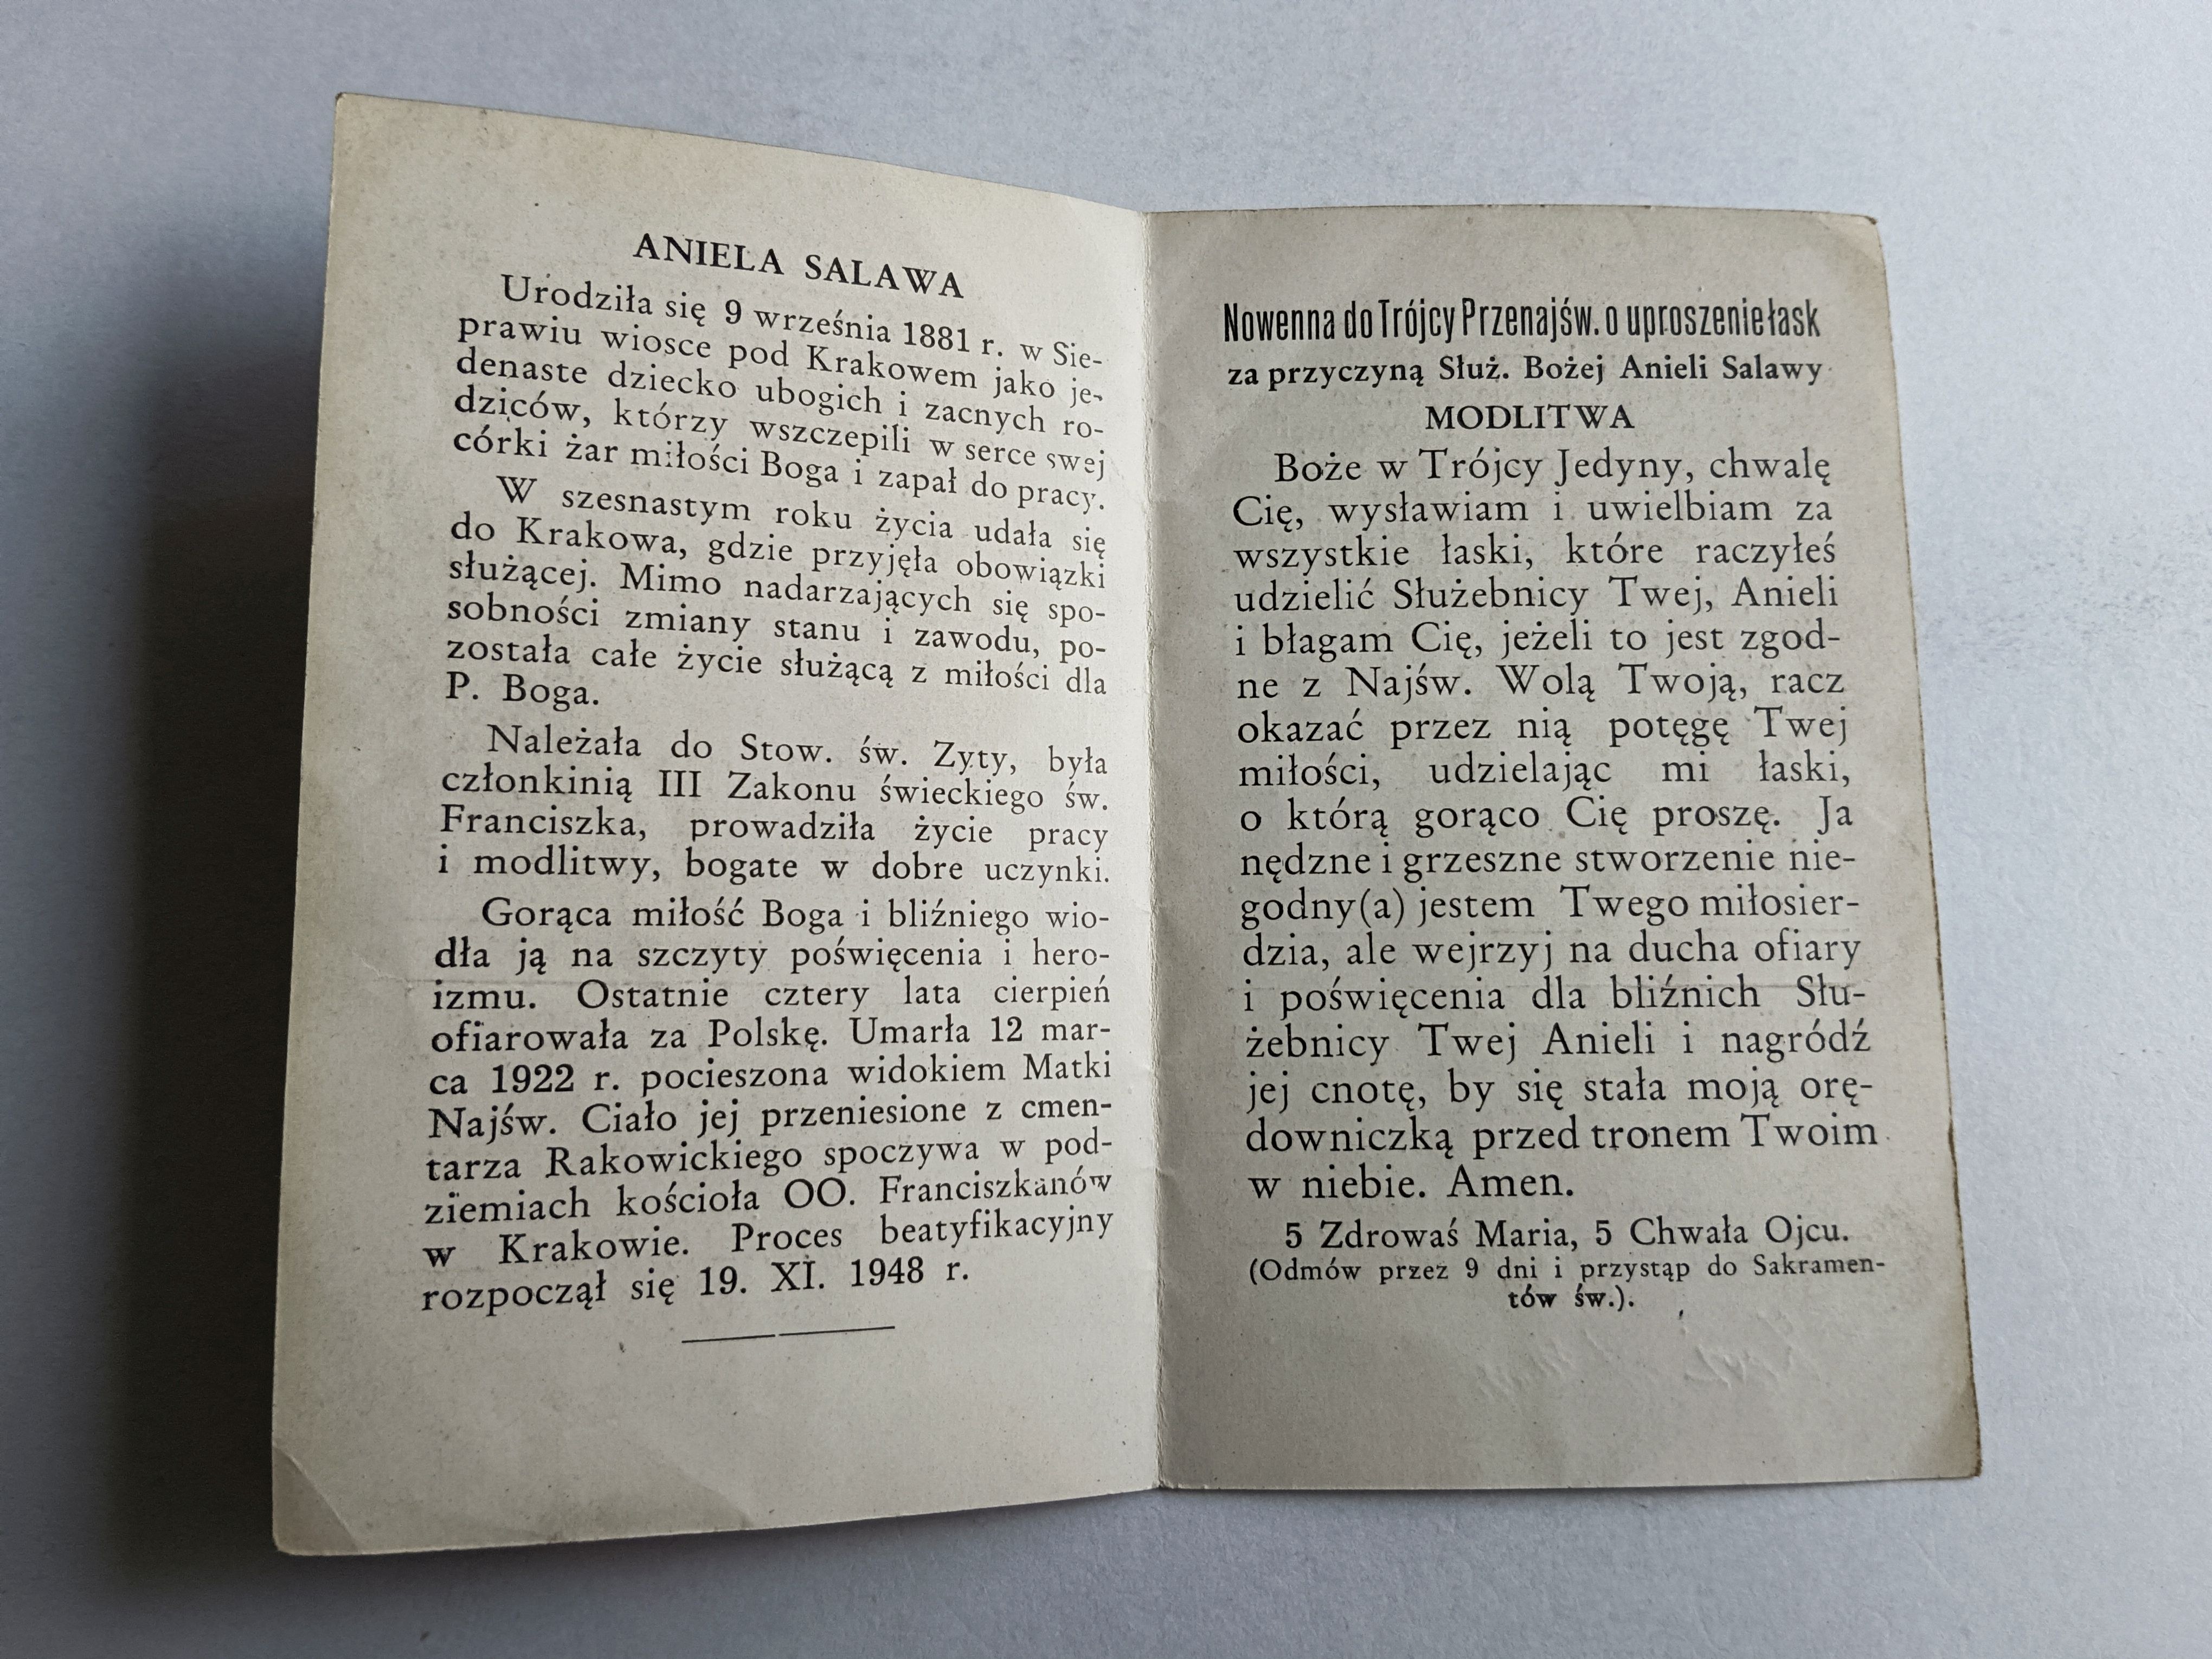 ANIELA SALAWA
Urodziła się 9 września 1881 r. w Sie-
prawiu wiosce pod Krakowem jako je-
denaste dziecko ubogich i zacnych ro-
dziców, którzy wszczepili w serce swej
córki żar miłości Boga i zapał do pracy.
W szesnastym roku życia udała się
do Krakowa, gdzie przyjęła obowiązki
służącej. Mimo nadarzających się spo-
sobności zmiany stanu i zawodu, po-
została całe życie służącą z miłości dla
P. Boga.
Należała do Stow. św. Zyty, była
członkinią III Zakonu świeckiego św.
Franciszka, prowadziła życie pracy
i modlitwy, bogate w dobre uczynki.
Gorąca miłość Boga i bliźniego wio-
dła ją na szczyty poświęcenia i hero-
izmu. Ostatnie cztery lata cierpień
ofiarowała za Polskę. Umarła 12 mar-
ca 1922 r. pocieszona widokiem Matki
Najśw. Ciało jej przeniesione z cmen-
tarza Rakowickiego spoczywa w pod-
ziemiach kościoła OO. Franciszkanów
w Krakowie. Proces beatyfikacyjny
rozpoczął się 19. XI. 1948 r.
Nowenna do Trójcy Przenajśw. o uproszenie łask
za przyczyną Służ. Bożej Anieli Salawy
MODLITWA
Boże w Trójcy Jedyny, chwalę
Cię, wysławiam i uwielbiam za
wszystkie łaski, które raczyłeś
udzielić Służebnicy Twej, Anieli
i błagam Cię, jeżeli to jest zgod-
ne z Najśw. Wolą Twoją, racz
okazać przez nią potęgę Twej
miłości, udzielając mi łaski,
o którą gorąco Cię proszę. Ja
nędzne i grzeszne stworzenie nie-
godny(a) jestem Twego miłosier-
dzia, ale wejrzyj na ducha ofiary
i poświęcenia dla bliźnich Słu-
żebnicy Twej Anieli i nagródź
jej cnotę, by się stała moją orę-
downiczką przed tronem Twoim
w niebie. Amen.
5 Zdrowaś Maria, 5 Chwała Ojcu.
(Odmów przez 9 dni i przystąp do Sakramen-
tów św.).